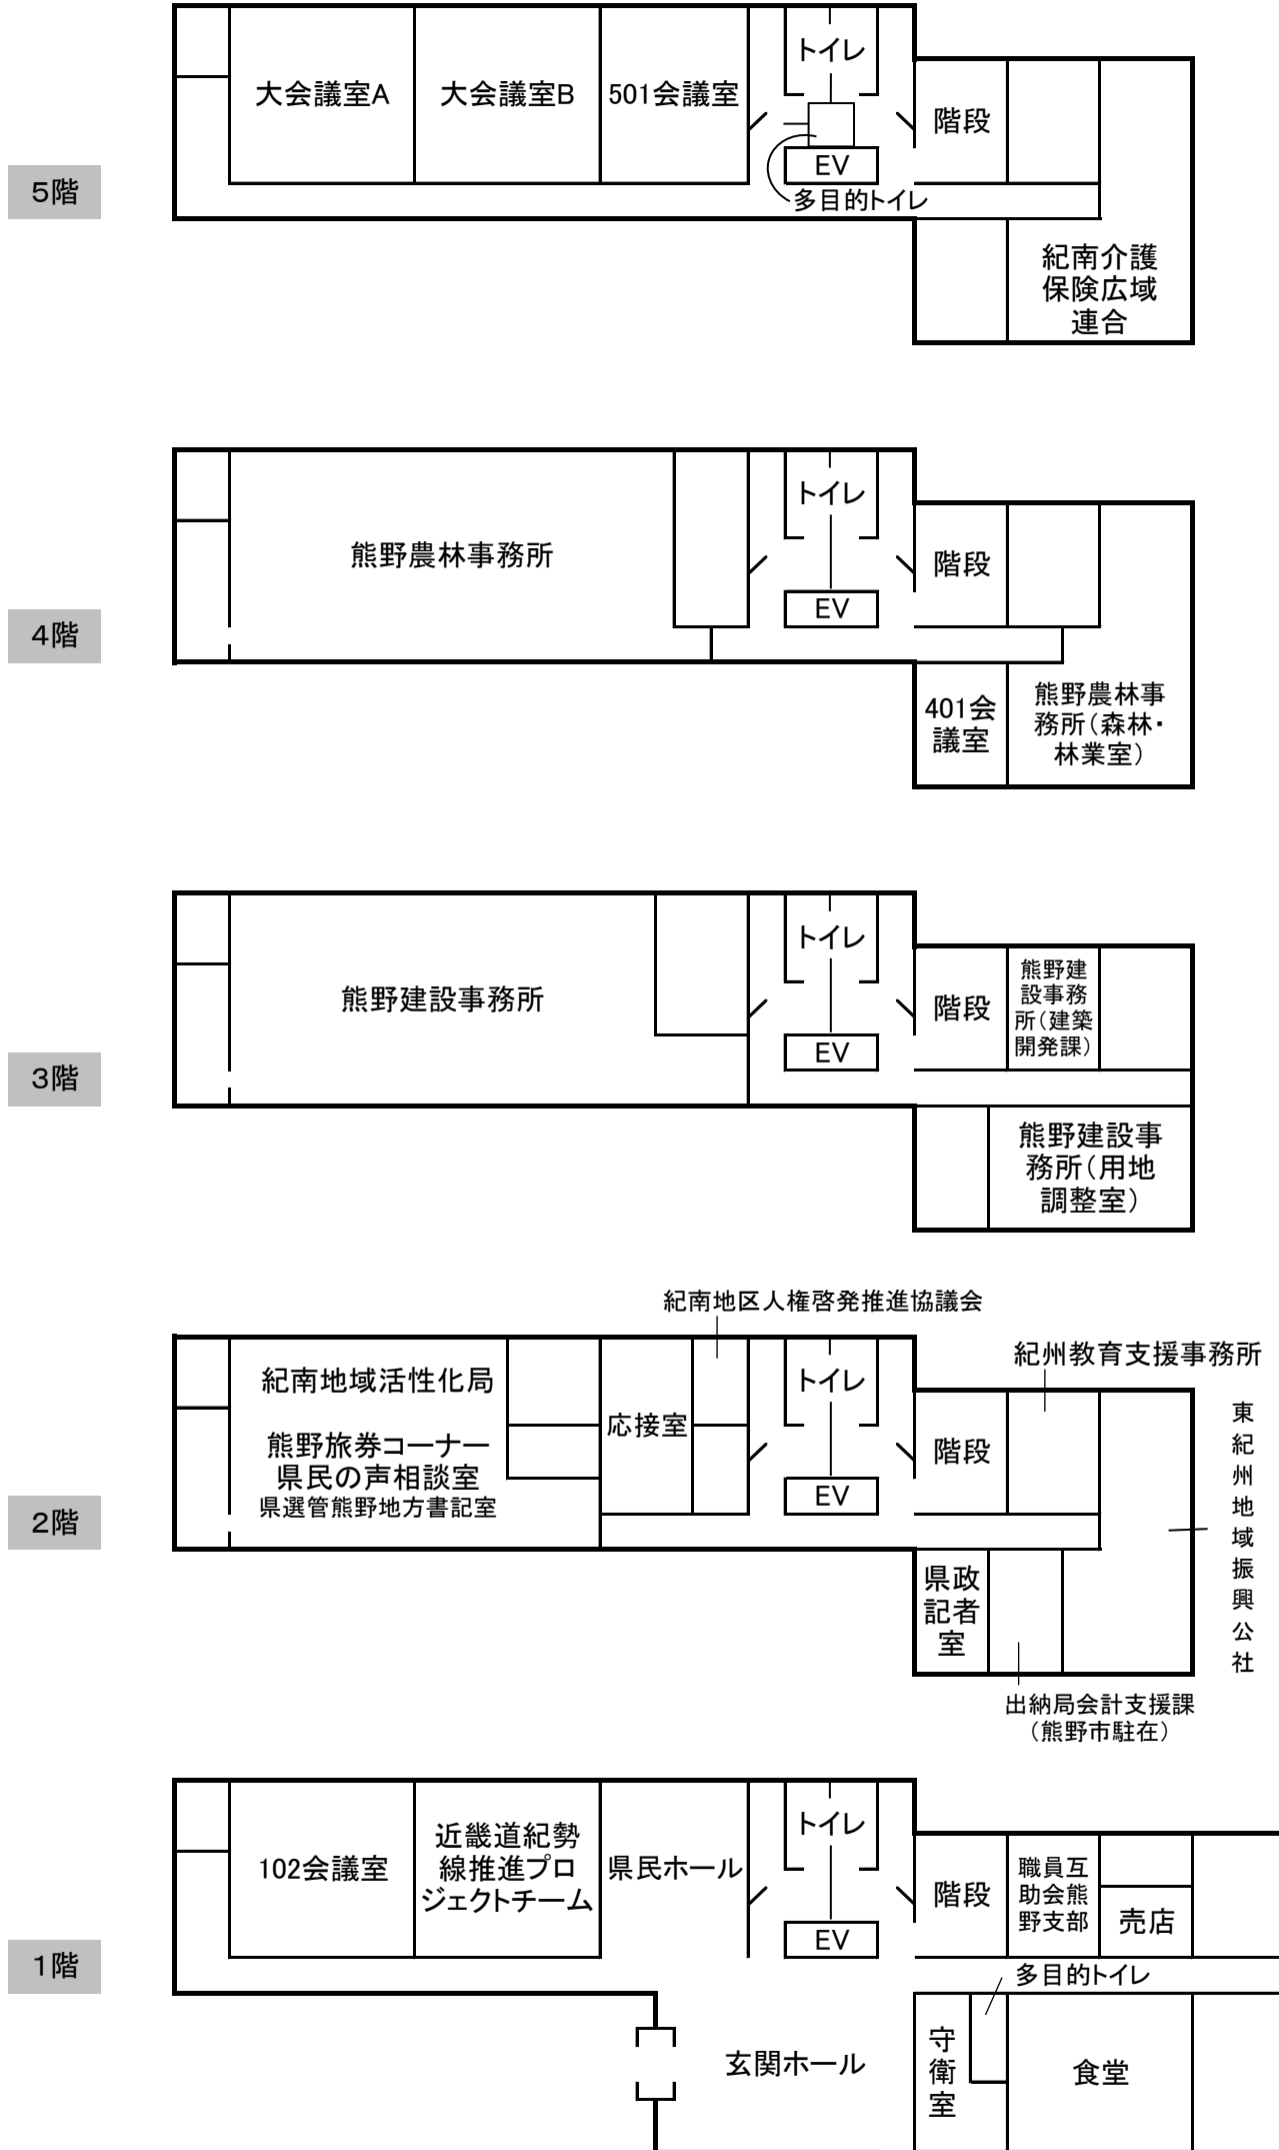 5階
大会議室A
大会議室B
501会議室
トイレ
EV
多目的トイレ
階段
紀南介護
保険広域
連合
4階
熊野農林事務所
トイレ
EV
階段
401会
議室
熊野農林事
務所(森林・
林業室)
3階
熊野建設事務所
トイレ
EV
階段
熊野建
設事務
所(建築
開発課)
熊野建設事
務所(用地
調整室)
2階
紀南地区人権啓発推進協議会
紀南地域活性化局
熊野旅券コーナー
県民の声相談室
県選管熊野地方書記室
応接室
トイレ
EV
階段
紀州教育支援事務所
東紀州地域振興公社
県政
記者
室
出納局会計支援課
(熊野市駐在)
1階
102会議室
近畿道紀勢
線推進プロ
ジェクトチーム
県民ホール
トイレ
EV
階段
職員互
助会熊
野支部
売店
多目的トイレ
玄関ホール
守衛室
食堂